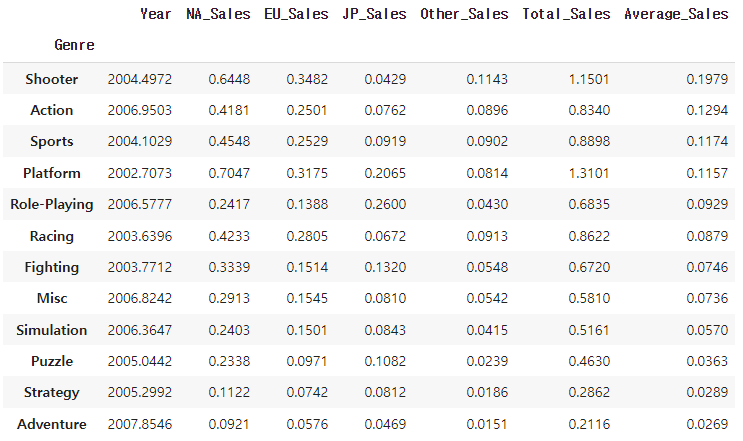 Year NA_Sales EU_Sales JP_Sales Other_Sales Total_Sales Average_Sales
Genre
Shooter 2004.4972 0.6448 0.3482 0.0429 0.1143 1.1501 0.1979
Action 2006.9503 0.4181 0.2501 0.0762 0.0896 0.8340 0.1294
Sports 2004.1029 0.4548 0.2529 0.0919 0.0902 0.8898 0.1174
Platform 2002.7073 0.7047 0.3175 0.2065 0.0814 1.3101 0.1157
Role-Playing 2006.5777 0.2417 0.1388 0.2600 0.0430 0.6835 0.0929
Racing 2003.6396 0.4233 0.2805 0.0672 0.0913 0.8622 0.0879
Fighting 2003.7712 0.3339 0.1514 0.1320 0.0548 0.6720 0.0746
Misc 2006.8242 0.2913 0.1545 0.0810 0.0542 0.5810 0.0736
Simulation 2006.3647 0.2403 0.1501 0.0843 0.0415 0.5161 0.0570
Puzzle 2005.0442 0.2338 0.0971 0.1082 0.0239 0.4630 0.0363
Strategy 2005.2992 0.1122 0.0742 0.0812 0.0186 0.2862 0.0289
Adventure 2007.8546 0.0921 0.0576 0.0469 0.0151 0.2116 0.0269